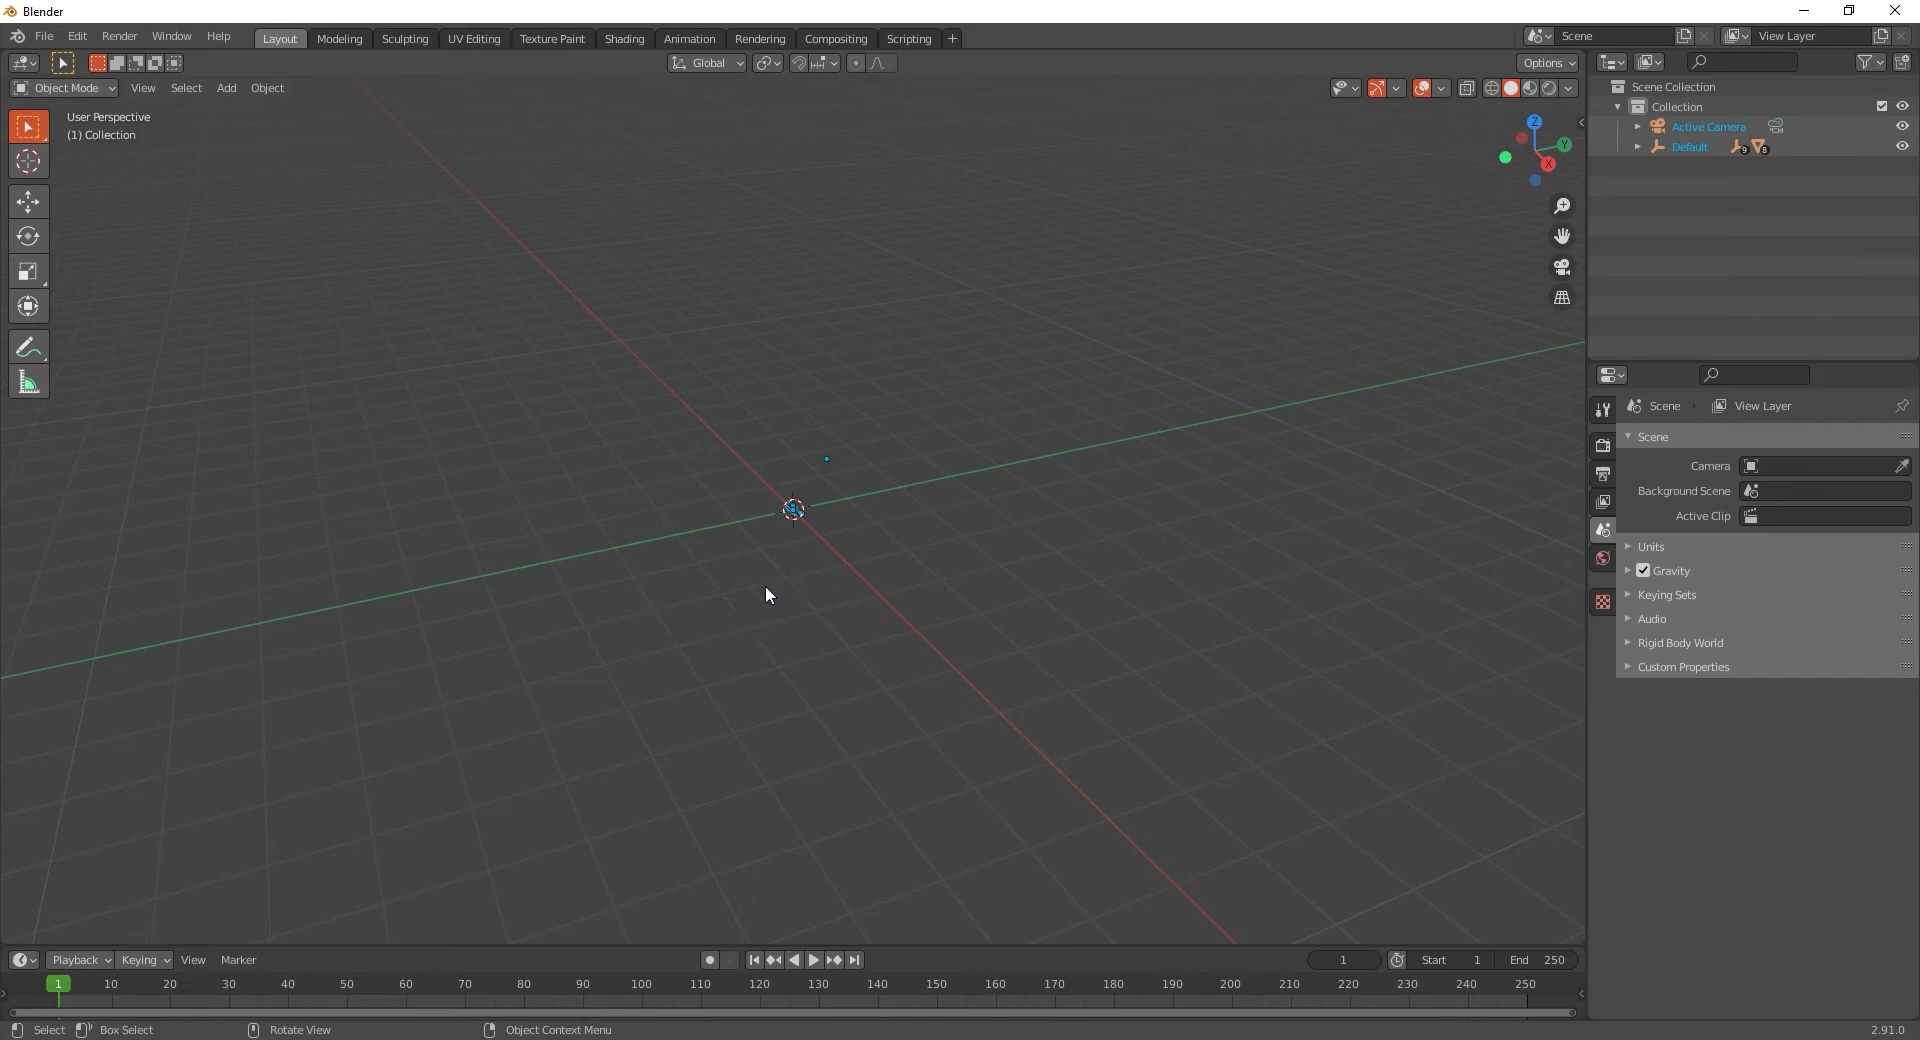 Blender
File Edit Render Window Help Layout Modeling Sculpting UV Editing Texture Paint Shading Animation Rendering Compositing Scripting + Scene View Layer
Global Options
Object Mode View Select Add Object
User Perspective
(1) Collection
Z
Y
X
Scene Collection
Collection
Active Camera
Default 9 8
Scene View Layer
Scene
Camera
Background Scene
Active Clip
Units
Gravity
Keying Sets
Audio
Rigid Body World
Custom Properties
Playback Keying View Marker 1 Start 1 End 250
1 10 20 30 40 50 60 70 80 90 100 110 120 130 140 150 160 170 180 190 200 210 220 230 240 250
Select Box Select Rotate View Object Context Menu 2.91.0